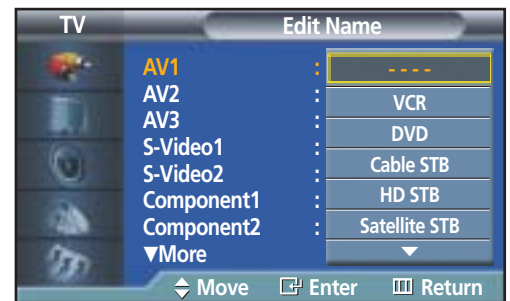 TV Edit Name
AV1 : - - - -
AV2 : VCR
AV3 : DVD
S-Video1 : Cable STB
S-Video2 :
Component1 : HD STB
Component2 : Satellite STB
▼More ▼
Move Enter Return